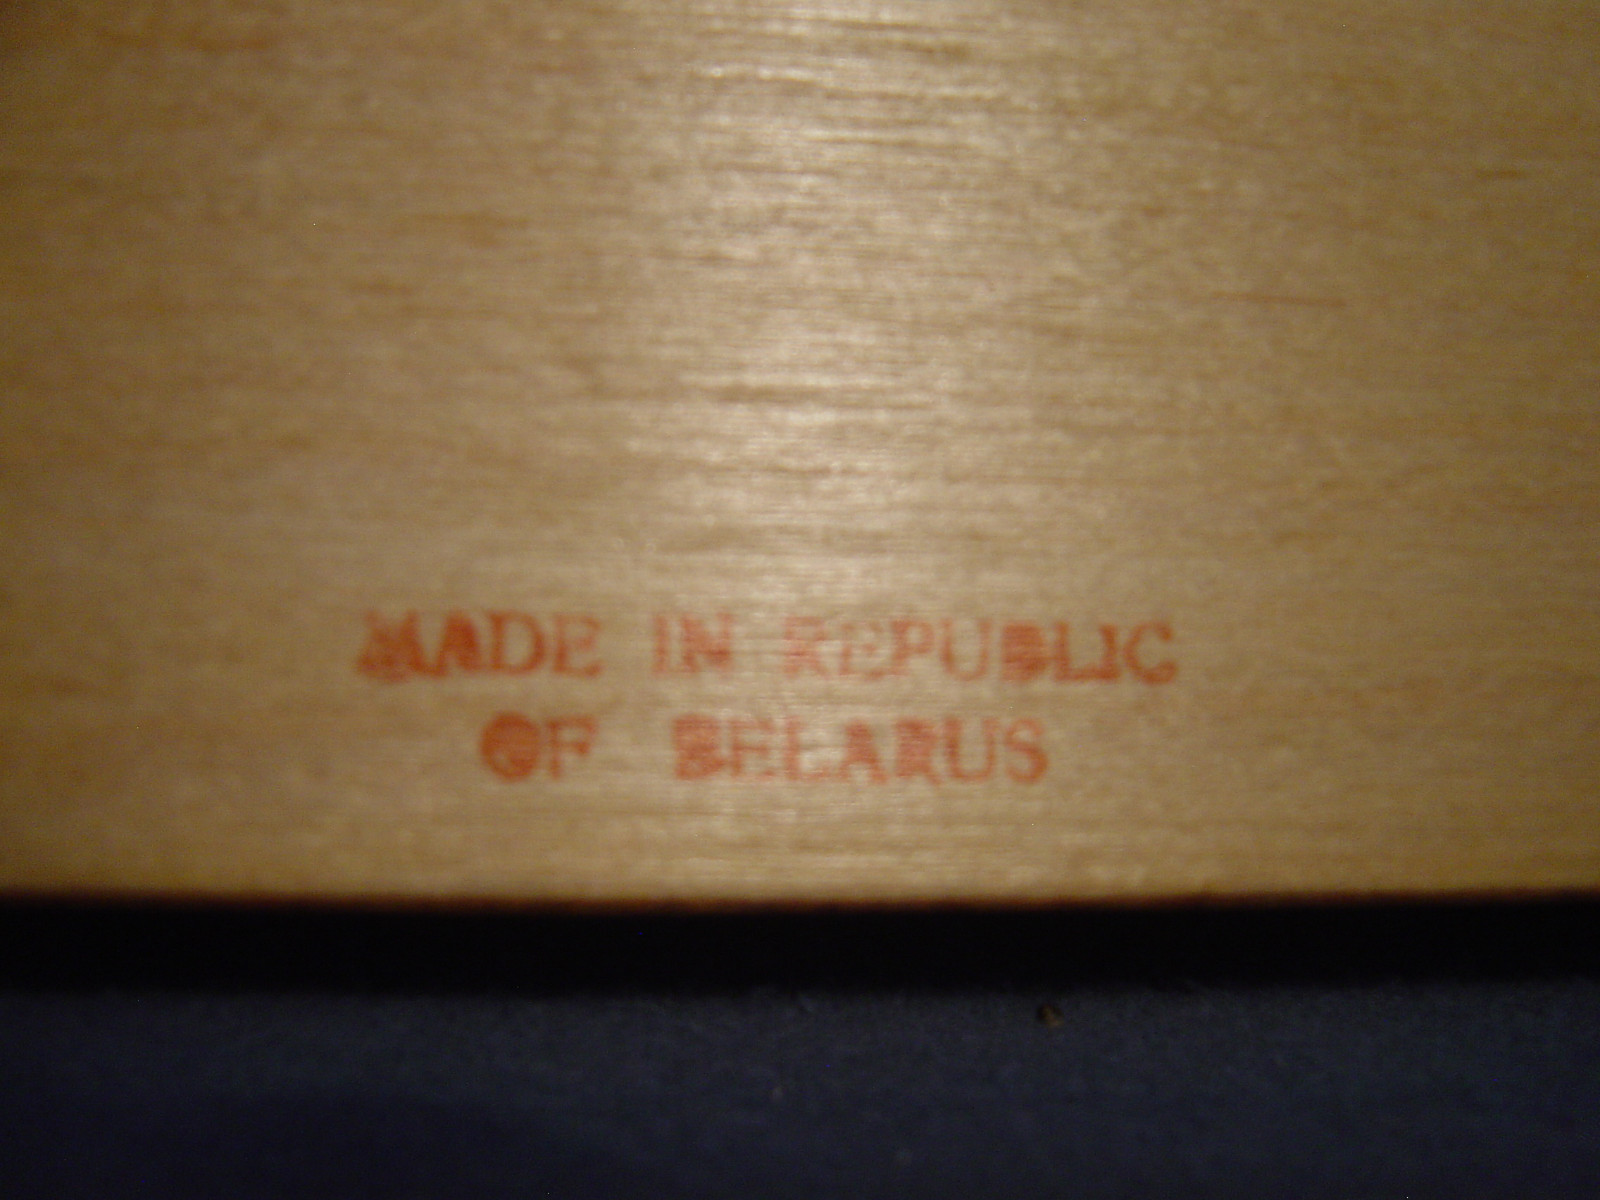 MADE IN REPUBLIC
OF BELARUS